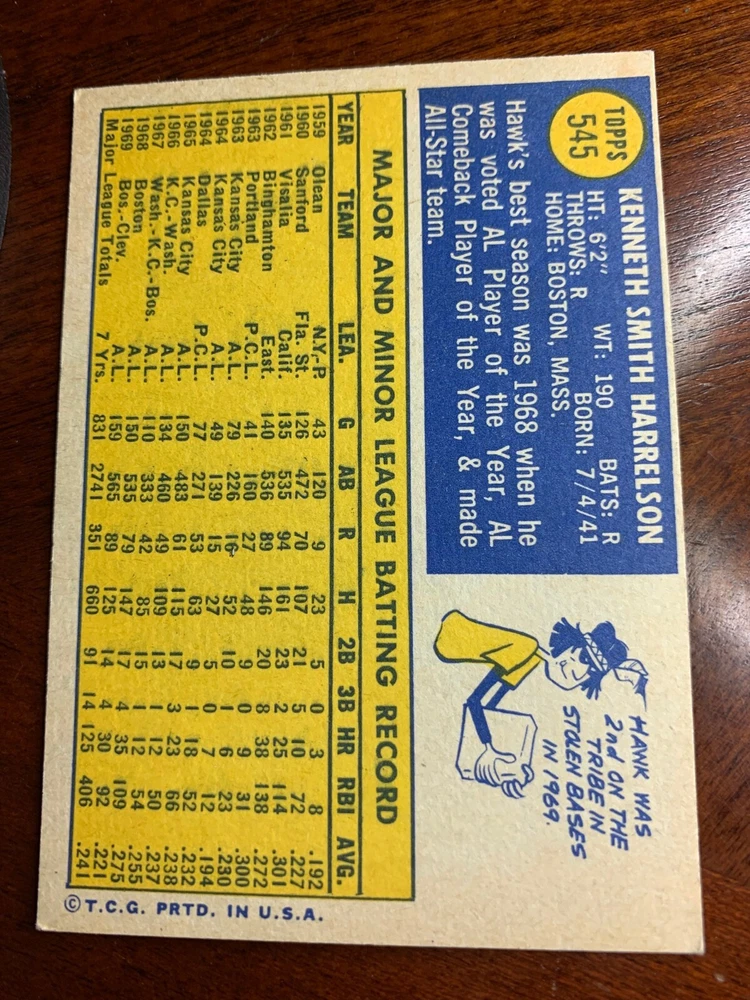 TOPPS
545
KENNETH SMITH HARRELSON
HT: 6'2" WT: 190 BATS: R
THROWS: R BORN: 7/4/41
HOME: BOSTON, MASS.
Hawk's best season was 1968 when he
was voted AL Player of the Year, AL
Comeback Player of the Year, & made
All-Star team.
HAWK WAS
2nd ON THE
TRIBE IN
STOLEN BASES
IN 1969.
MAJOR AND MINOR LEAGUE BATTING RECORD
YEAR TEAM LEA. G AB R H 2B 3B HR RBI AVG.
1959 Olean N.Y.-P. 43 120 9 23 5 0 3 8 .192
1960 Sanford Fla. St. 126 472 70 107 21 5 10 72 .227
1961 Visalia Calif. 135 535 94 161 23 2 25 114 .301
1962 Binghamton East. 140 536 89 146 20 8 38 138 .272
1963 Portland P.C.L. 41 160 27 48 9 0 9 31 .300
1963 Kansas City A.L. 79 226 16 52 10 1 6 23 .230
1964 Kansas City A.L. 49 139 15 27 5 0 7 12 .194
1964 Dallas P.C.L. 77 271 53 63 9 1 18 52 .232
1965 Kansas City A.L. 150 483 61 115 17 3 23 66 .238
1966 K.C.-Wash. A.L. 134 460 49 109 13 1 12 50 .237
1967 Wash.-K.C.-Bos. A.L. 110 333 42 85 15 1 12 54 .255
1968 Boston A.L. 150 535 79 147 17 4 35 109 .275
1969 Bos.-Clev. A.L. 159 565 89 125 14 4 30 92 .221
Major League Totals 7 Yrs. 831 2741 351 660 91 14 125 406 .241
©T.C.G. PRTD. IN U.S.A.